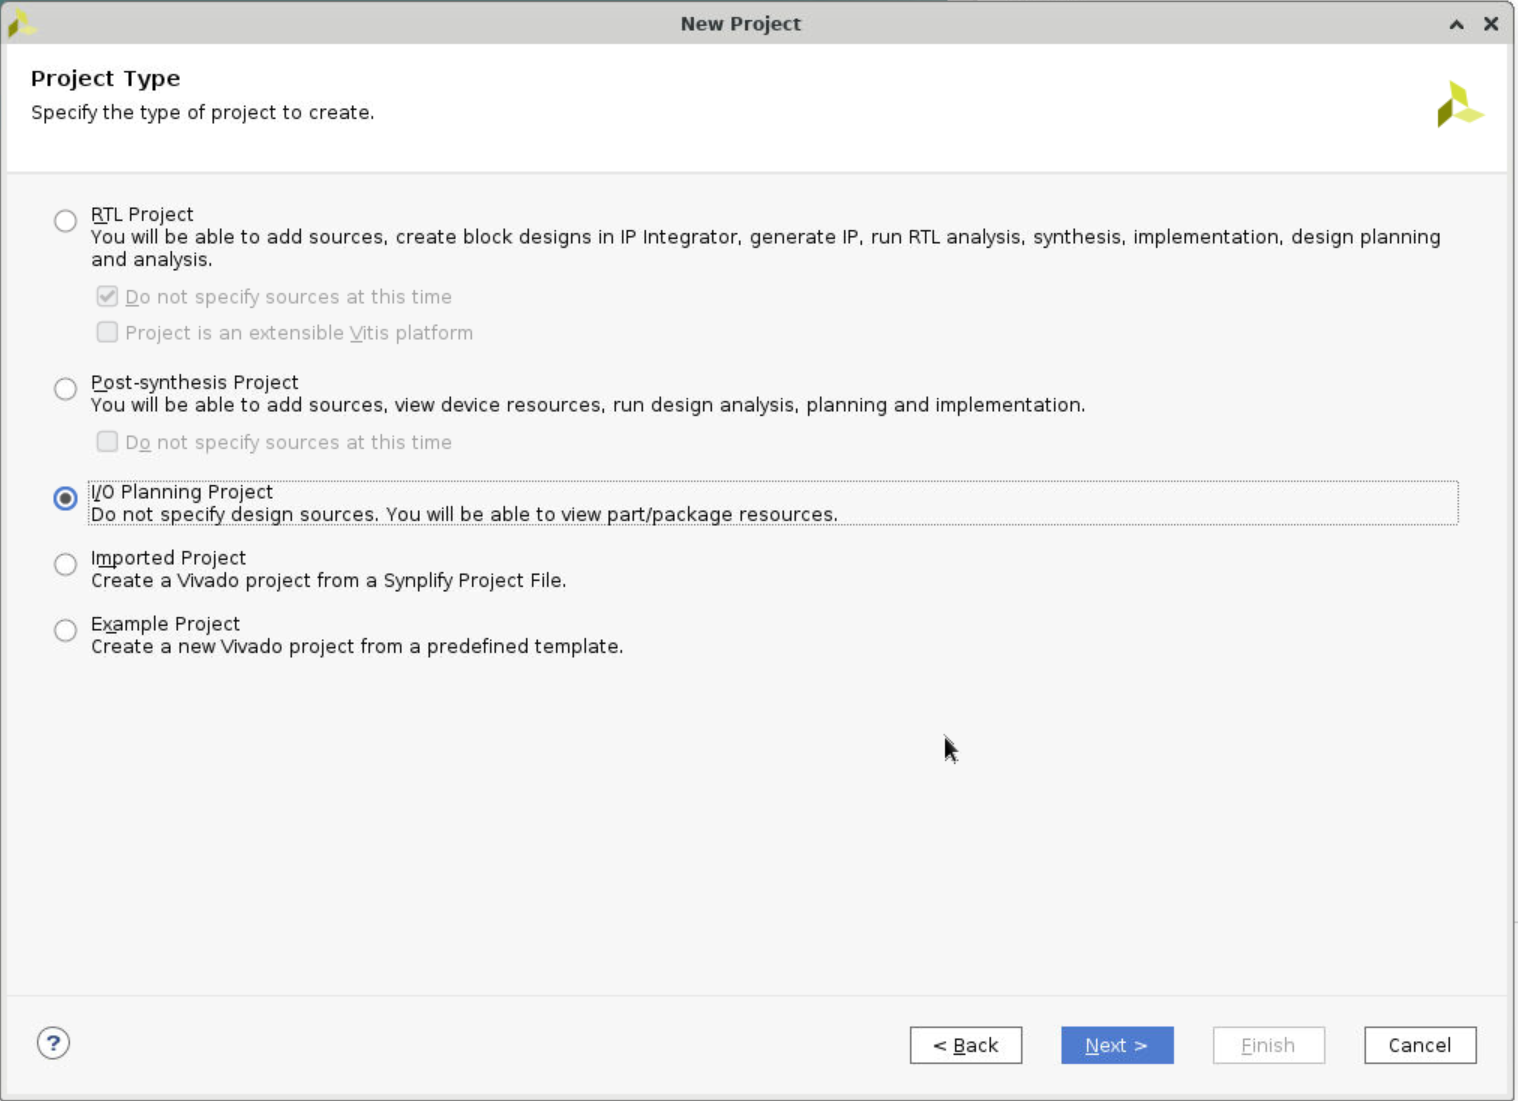 New Project
Project Type
Specify the type of project to create.
RTL Project
You will be able to add sources, create block designs in IP Integrator, generate IP, run RTL analysis, synthesis, implementation, design planning
and analysis.
Do not specify sources at this time
Project is an extensible Vitis platform
Post-synthesis Project
You will be able to add sources, view device resources, run design analysis, planning and implementation.
Do not specify sources at this time
I/O Planning Project
Do not specify design sources. You will be able to view part/package resources.
Imported Project
Create a Vivado project from a Synplify Project File.
Example Project
Create a new Vivado project from a predefined template.
? < Back Next > Finish Cancel